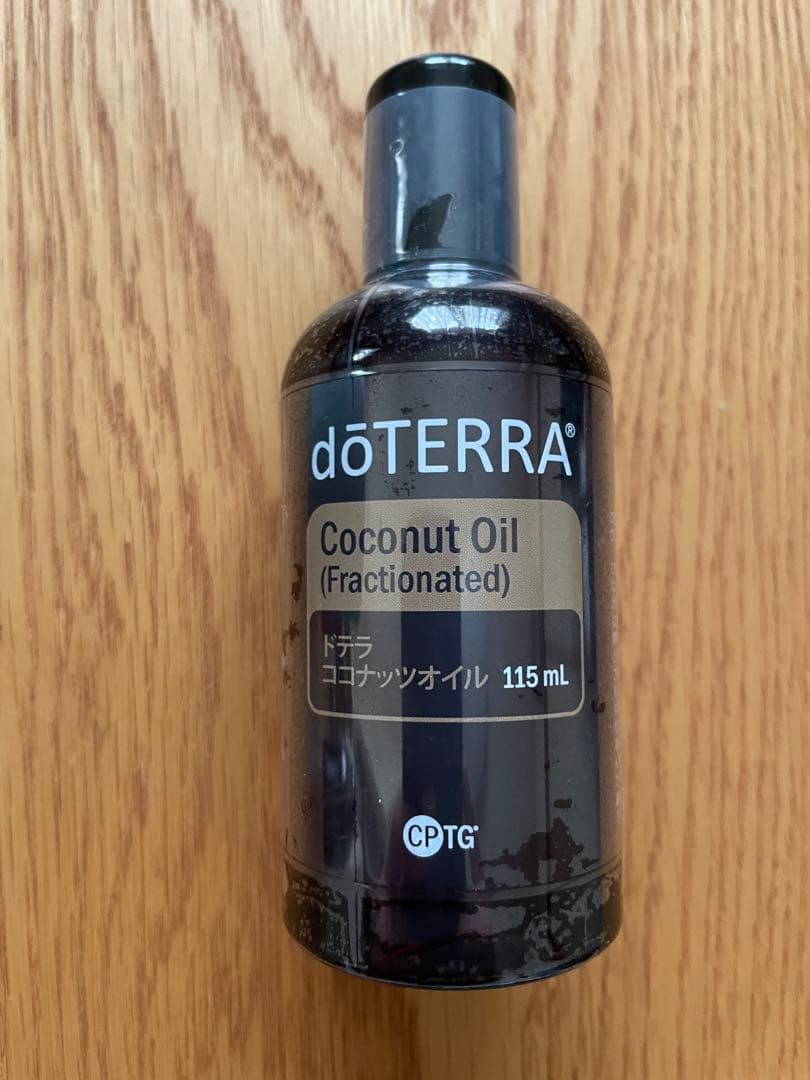 dōTERRA®
Coconut Oil
(Fractionated)
ドテラ
ココナッツオイル 115 mL
CPTG®